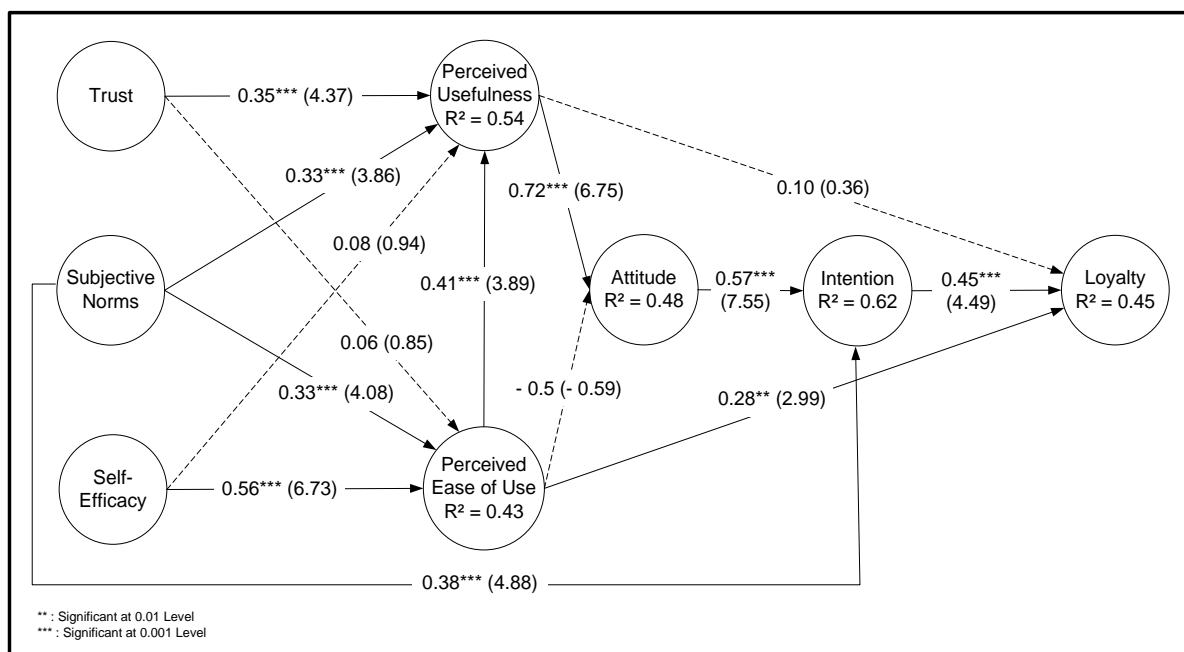 Trust
0.35*** (4.37)
Perceived
Usefulness
R² = 0.54
0.33*** (3.86)
0.72*** (6.75)
0.10 (0.36)
0.08 (0.94)
Subjective
Norms
0.41*** (3.89)
Attitude
R² = 0.48
0.57***
(7.55)
Intention
R² = 0.62
0.45***
(4.49)
Loyalty
R² = 0.45
0.06 (0.85)
0.33*** (4.08)
- 0.5 (- 0.59)
0.28** (2.99)
Self-
Efficacy
0.56*** (6.73)
Perceived
Ease of Use
R² = 0.43
0.38*** (4.88)
** : Significant at 0.01 Level
*** : Significant at 0.001 Level